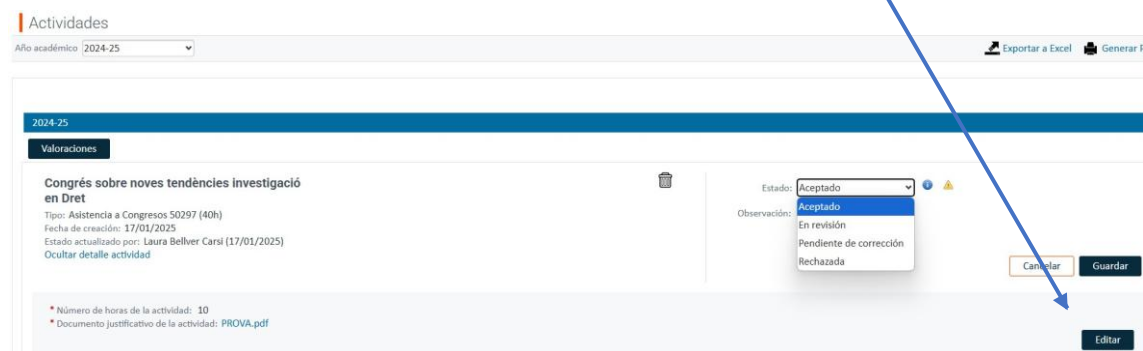 Actividades
Año académico 2024-25
Exportar a Excel Generar
2024-25
Valoraciones
Congrés sobre noves tendències investigació
en Dret
Tipo: Asistencia a Congresos 50297 (40h)
Fecha de creación: 17/01/2025
Estado actualizado por: Laura Bellver Carsi (17/01/2025)
Ocultar detalle actividad
Estado: Aceptado
Observación:
Aceptado
En revisión
Pendiente de corrección
Rechazada
Cancelar Guardar
* Número de horas de la actividad: 10
* Documento justificativo de la actividad: PROVA.pdf
Editar